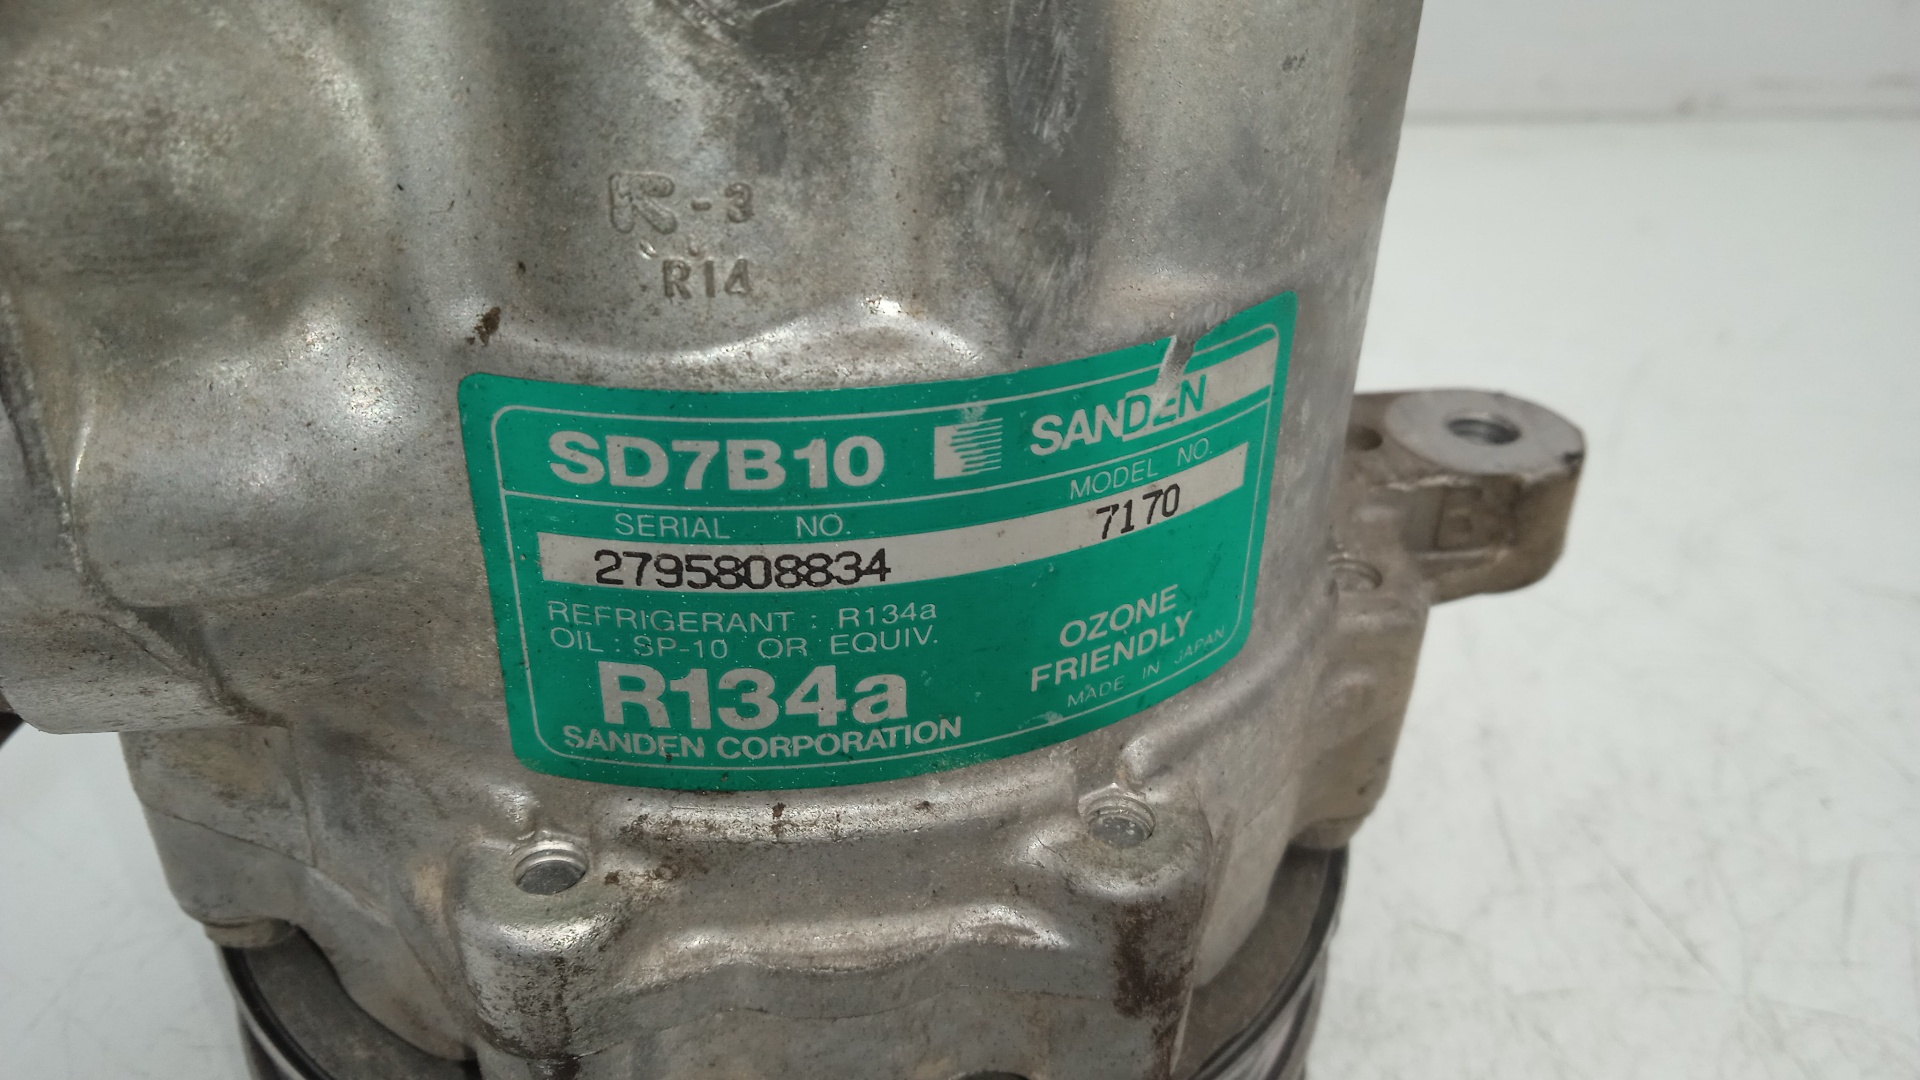 R-3
R14
SD7B10 SANDEN
SERIAL NO. MODEL NO.
2795808834 7170
REFRIGERANT : R134a
OIL : SP-10 OR EQUIV.
R134a
SANDEN CORPORATION
OZONE
FRIENDLY
MADE IN JAPAN
E